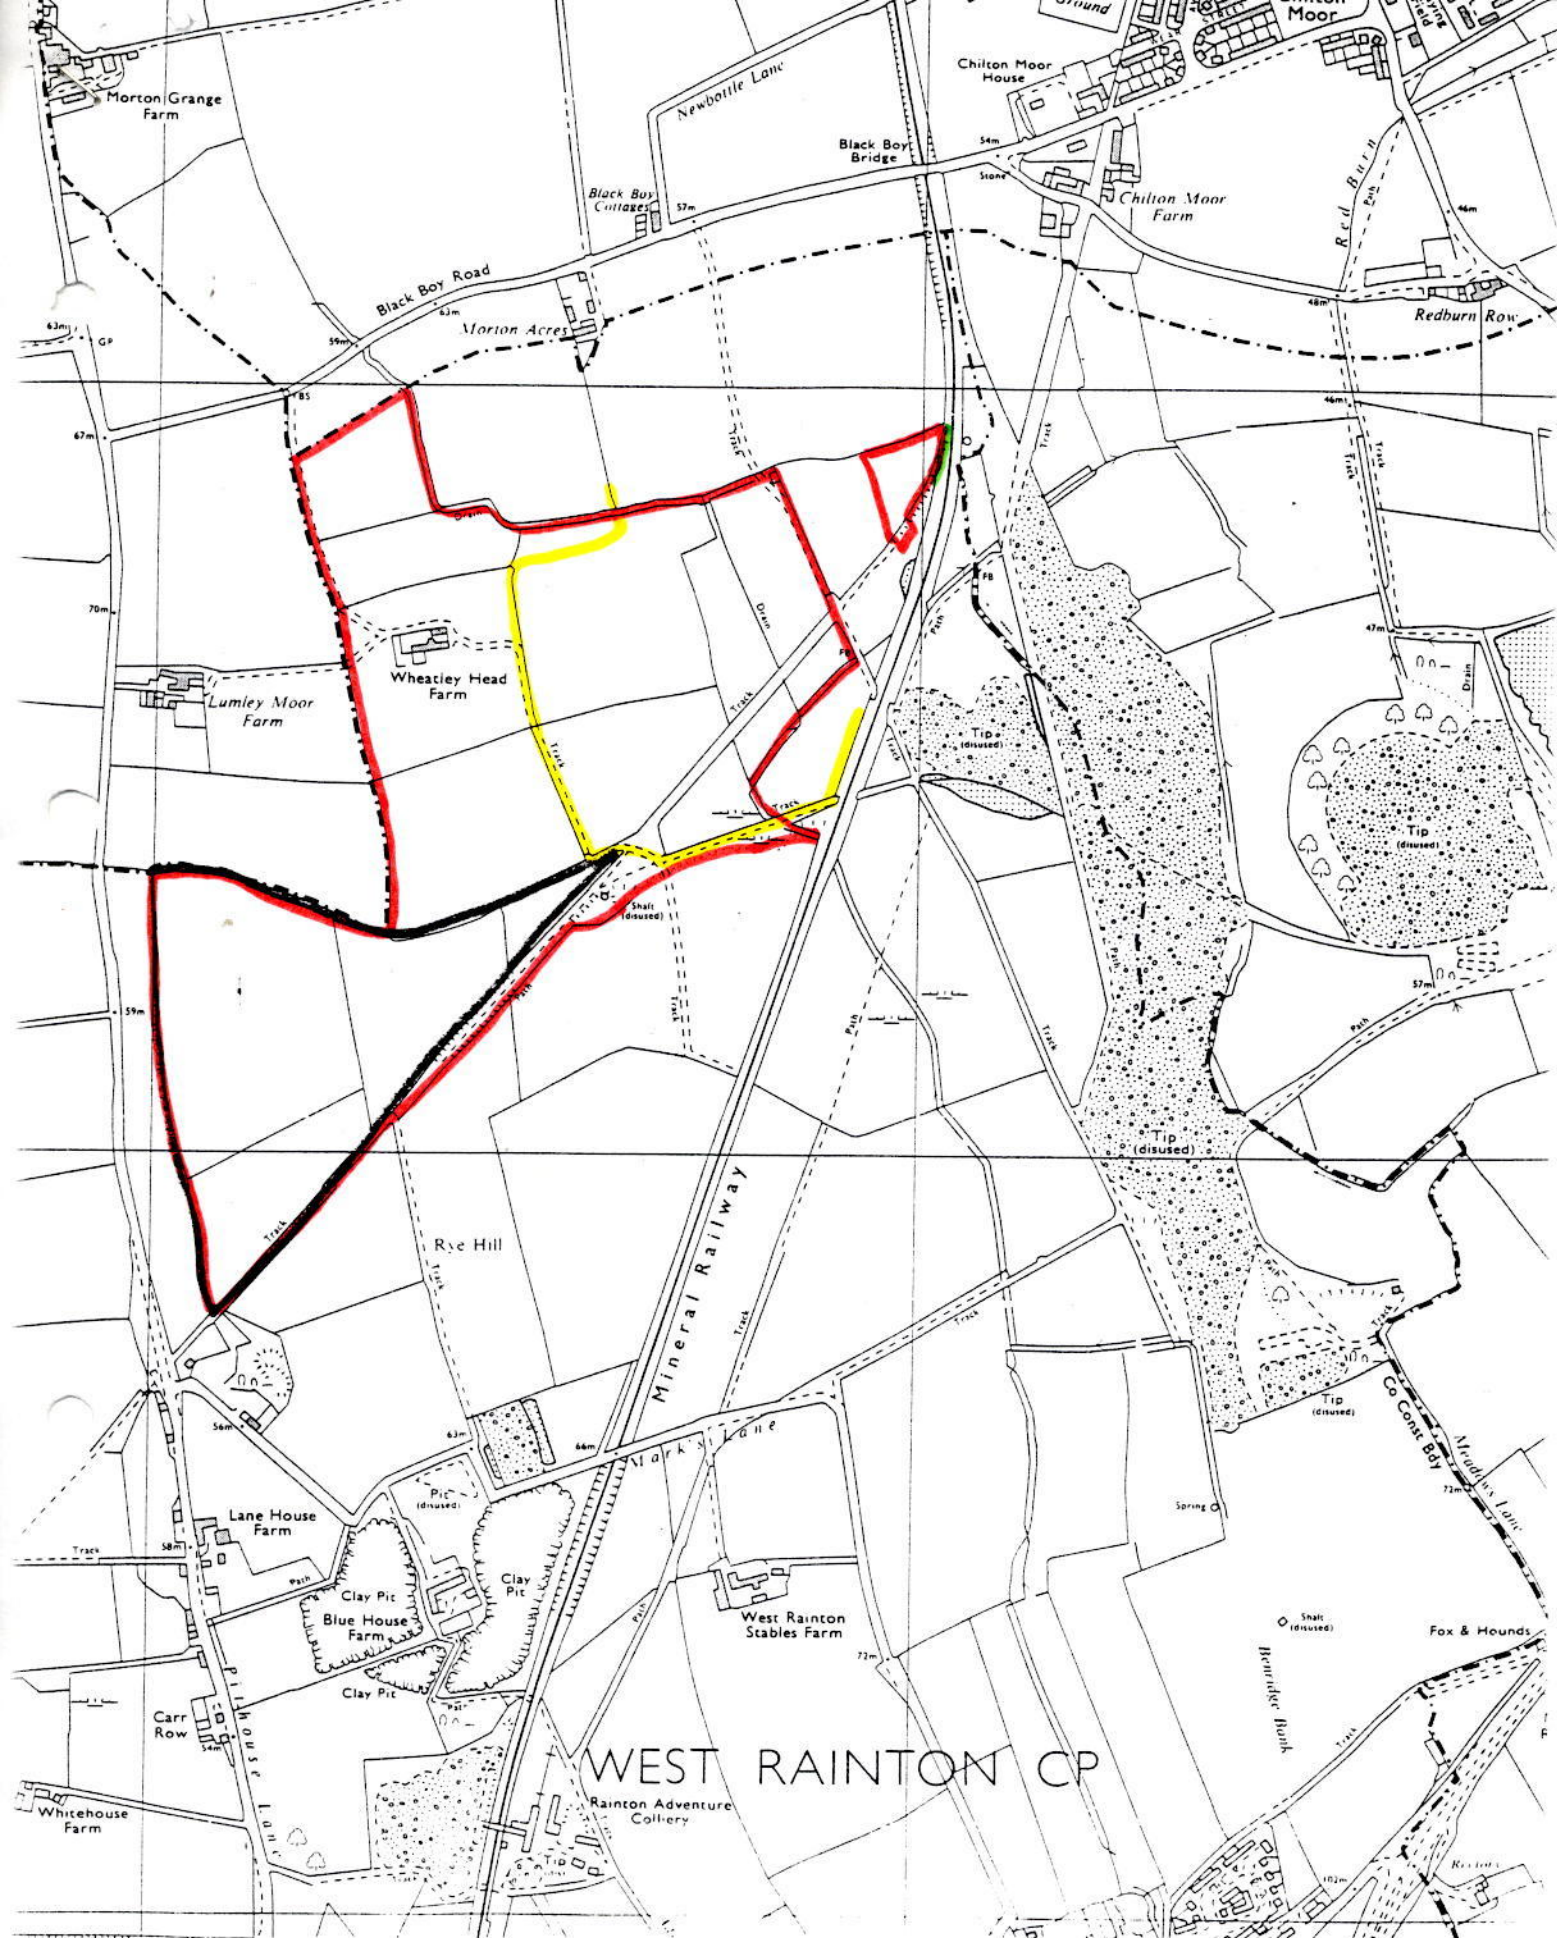 Ground
Moor
Chilton Moor
House
Newbottle Lane
Morton Grange
Farm
Black Boy
Bridge
54m
Stone
Red Burn
Path
Black Boy
Cottages
57m
Chilton Moor
Farm
46m
Black Boy Road
63m
48m
Redburn Row
Morton Acres
63m
GP
59m
BS
46m
67m
Track
Track
Track
Track
Drain
FB
70m
Drain
Path
47m
FB
Drain
Wheatley Head
Farm
Lumley Moor
Farm
Track
Tip
(disused)
Track
Track
Track
Tip
(disused)
Shaft
(disused)
Path
Path
57m
59m
Track
Path
Track
Path
Tip
(disused)
Track
Rye Hill
Track
Mineral Railway
Track
Track
Path
Track
Tip
(disused)
Co Const Bdy
Meadows Lane
56m
63m
66m
Mark's Lane
72m
Pit
(disused)
Spring
Lane House
Farm
58m
Track
Path
Clay Pit
Clay
Pit
Blue House
Farm
Path
West Rainton
Stables Farm
Shaft
(disused)
Fox & Hounds
72m
Benridge Bank
Clay Pit
Path
Pithouse Lane
Carr
Row
54m
Track
WEST RAINTON CP
Rainton Adventure
Colliery
Whitehouse
Farm
Tip
102m
Rectory